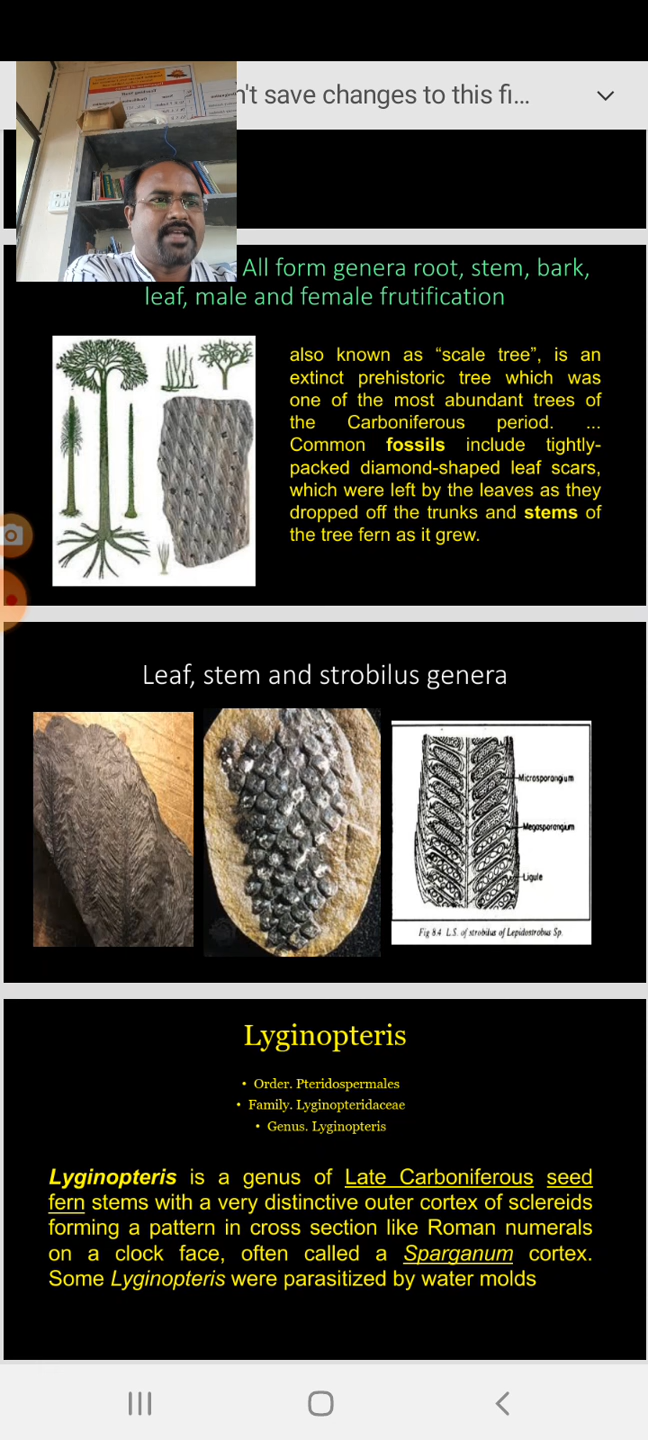 n't save changes to this fi...
All form genera root, stem, bark,
leaf, male and female frutification
also known as “scale tree”, is an
extinct prehistoric tree which was
one of the most abundant trees of
the Carboniferous period. ...
Common fossils include tightly-
packed diamond-shaped leaf scars,
which were left by the leaves as they
dropped off the trunks and stems of
the tree fern as it grew.
Leaf, stem and strobilus genera
Microsporangium
Megasporangium
Ligule
Fig 8.4 L.S. of strobilus of Lepidostrobus Sp.
Lyginopteris
• Order. Pteridospermales
• Family. Lyginopteridaceae
• Genus. Lyginopteris
Lyginopteris is a genus of Late Carboniferous seed
fern stems with a very distinctive outer cortex of sclereids
forming a pattern in cross section like Roman numerals
on a clock face, often called a Sparganum cortex.
Some Lyginopteris were parasitized by water molds